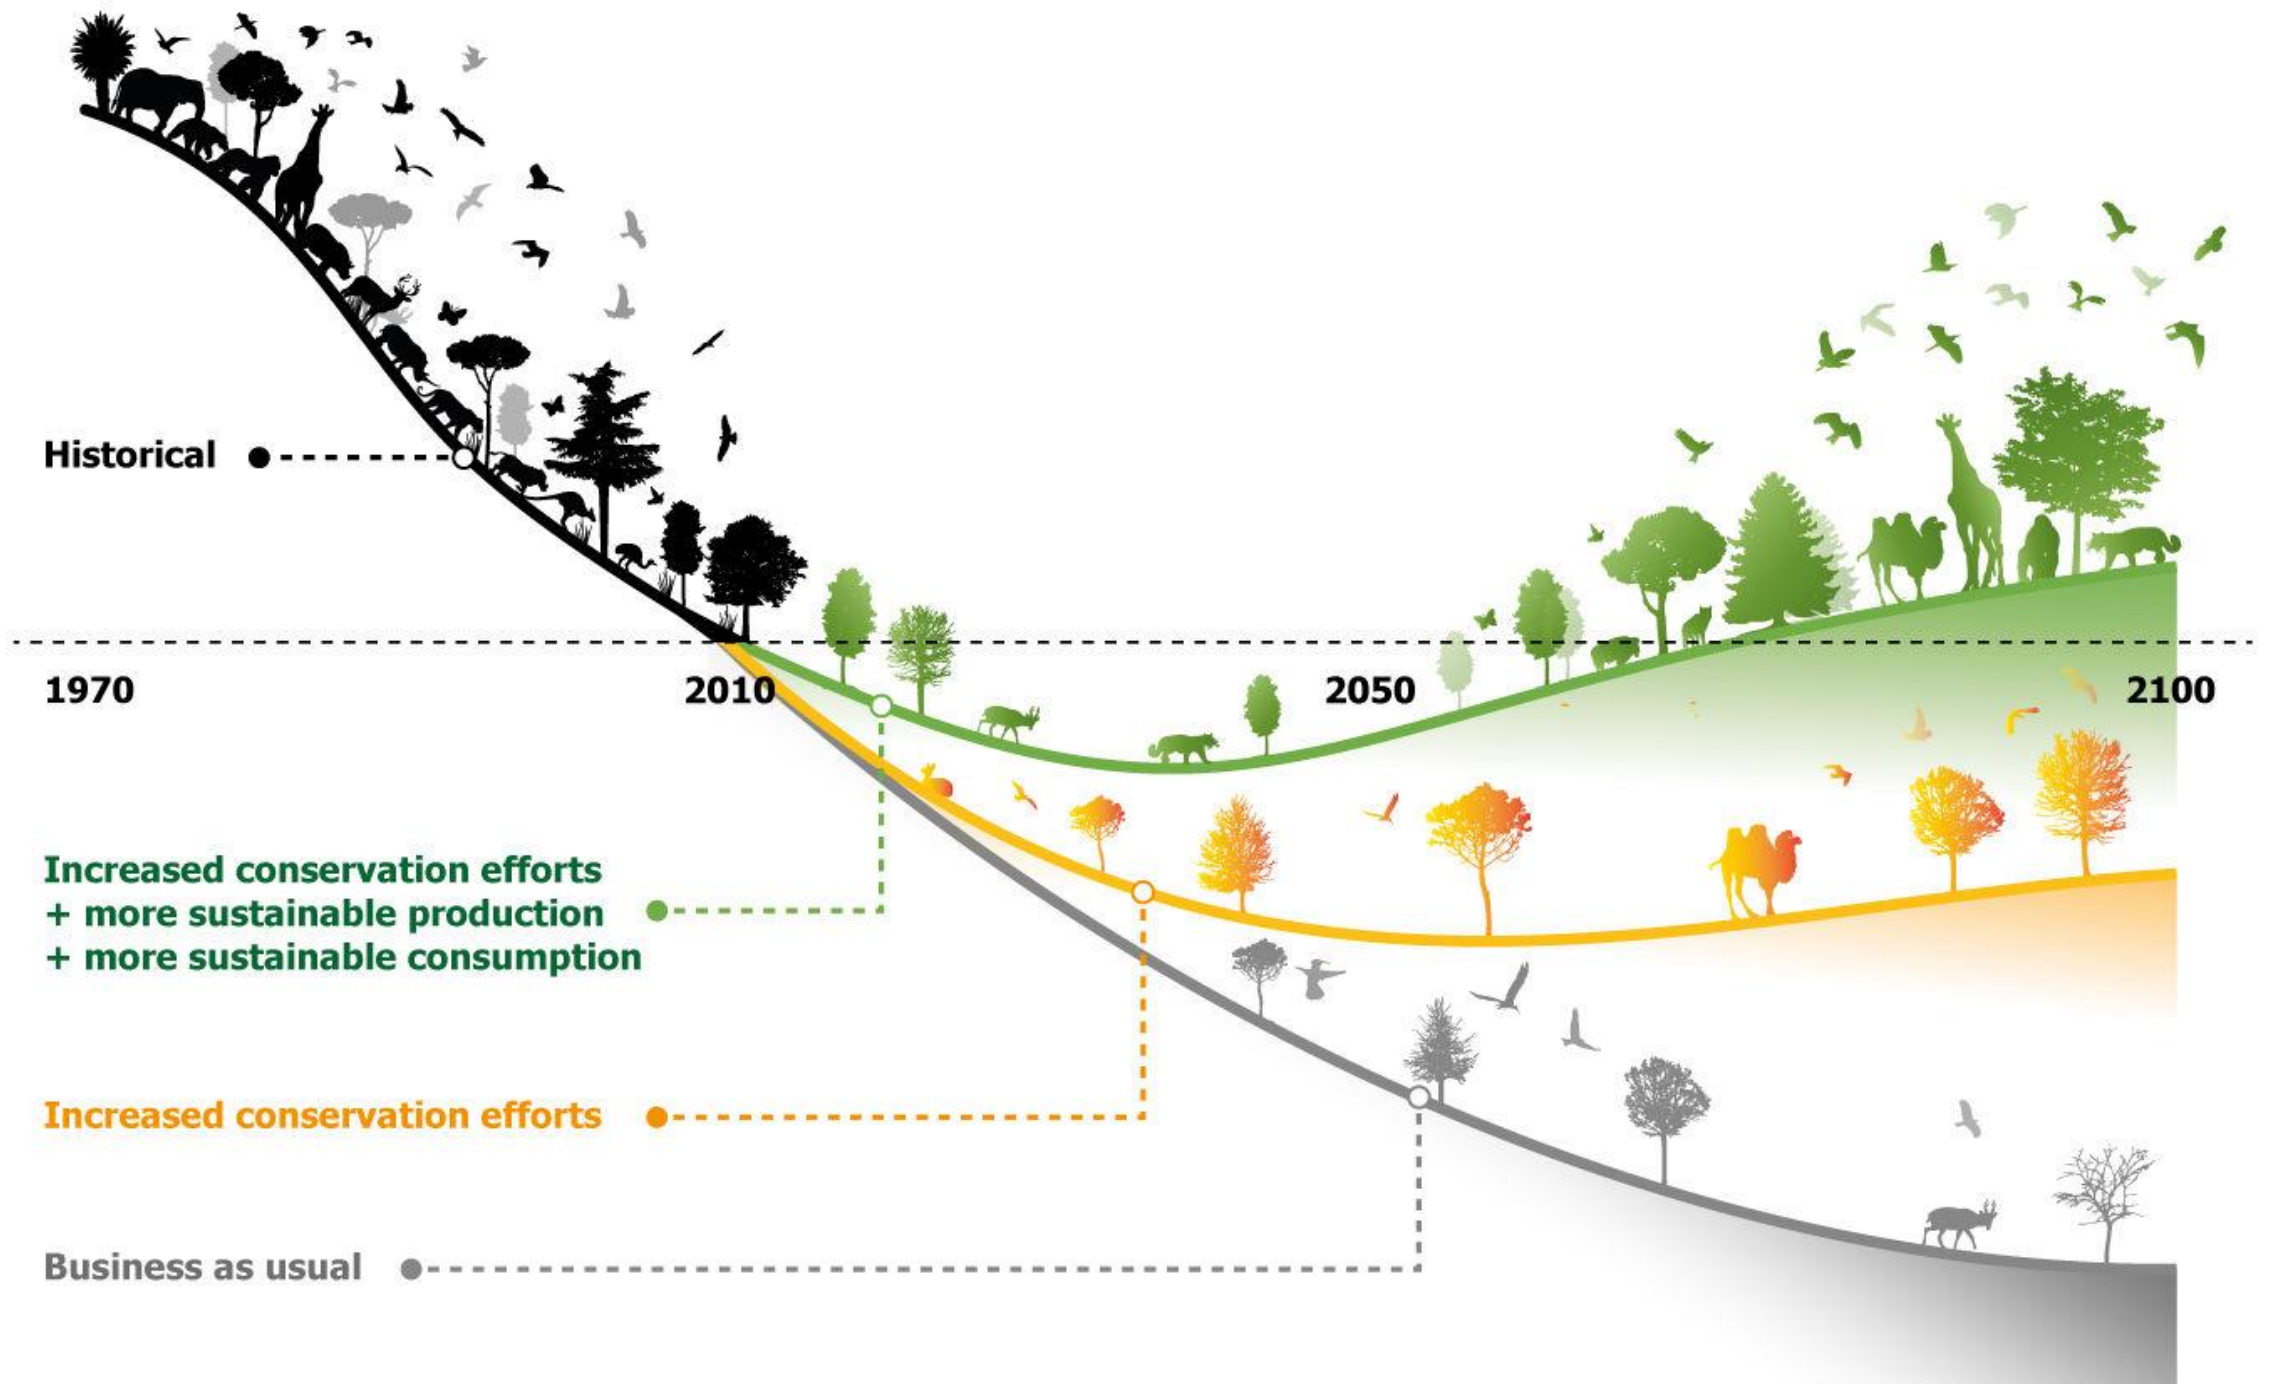 Historical
1970
2010
2050
2100
Increased conservation efforts
+ more sustainable production
+ more sustainable consumption
Increased conservation efforts
Business as usual